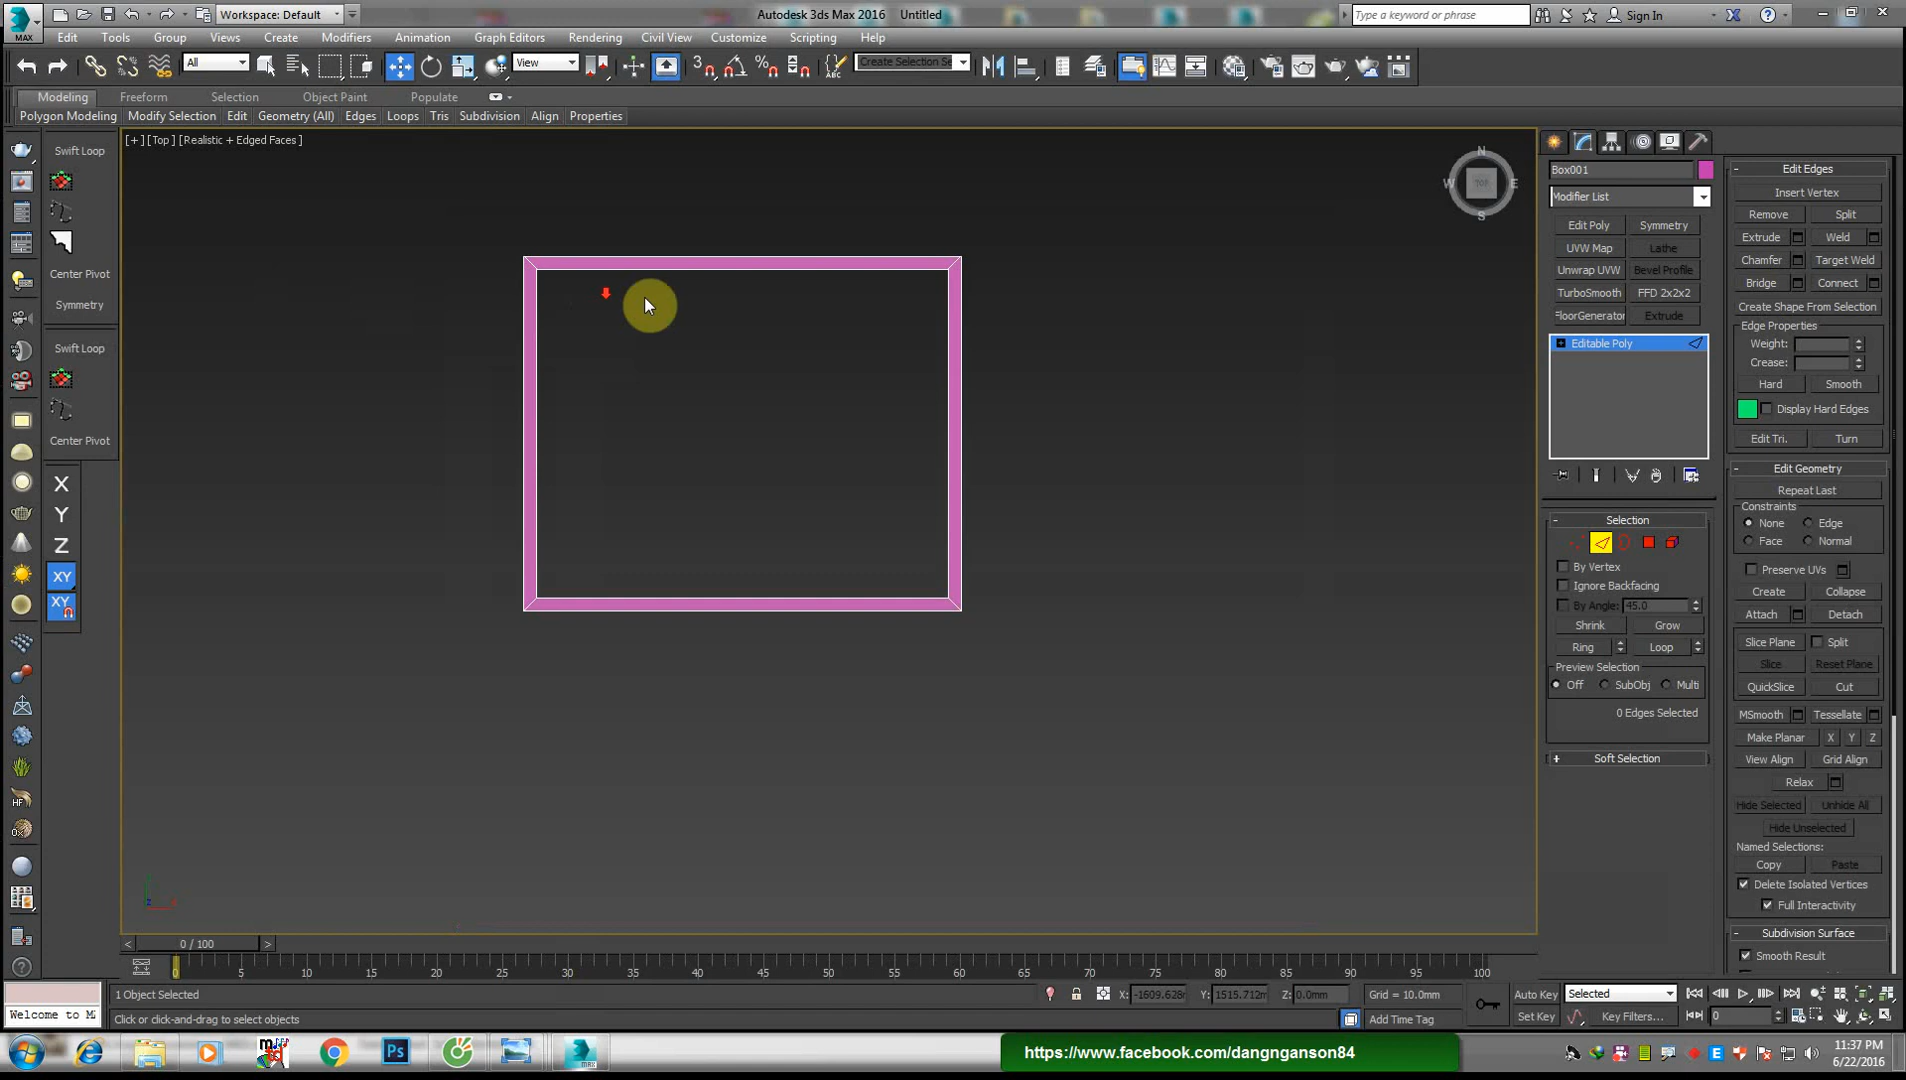 Workspace: Default
Autodesk 3ds Max 2016 Untitled
Type a keyword or phrase
Sign In
MAX
Edit Tools Group Views Create Modifiers Animation Graph Editors Rendering Civil View Customize Scripting Help
All
View
Create Selection Se
Modeling Freeform Selection Object Paint Populate
Polygon Modeling Modify Selection Edit Geometry (All) Edges Loops Tris Subdivision Align Properties
[+] [Top] [Realistic + Edged Faces]
Swift Loop
Center Pivot
Symmetry
Swift Loop
Center Pivot
X
Y
Z
XY
XY
N
W TOP E
S
Box001
Modifier List
Edit Poly Symmetry
UVW Map Lathe
Unwrap UVW Bevel Profile
TurboSmooth FFD 2x2x2
FloorGenerator Extrude
Editable Poly
Selection
By Vertex
Ignore Backfacing
By Angle: 45.0
Shrink Grow
Ring Loop
Preview Selection
Off SubObj Multi
0 Edges Selected
Soft Selection
Edit Edges
Insert Vertex
Remove Split
Extrude Weld
Chamfer Target Weld
Bridge Connect
Create Shape From Selection
Edge Properties
Weight:
Crease:
Hard Smooth
Display Hard Edges
Edit Tri. Turn
Edit Geometry
Repeat Last
Constraints
None Edge
Face Normal
Preserve UVs
Create Collapse
Attach Detach
Slice Plane Split
Slice Reset Plane
QuickSlice Cut
MSmooth Tessellate
Make Planar X Y Z
View Align Grid Align
Relax
Hide Selected Unhide All
Hide Unselected
Named Selections:
Copy Paste
Delete Isolated Vertices
Full Interactivity
Subdivision Surface
Smooth Result
< 0 / 100 >
0 5 10 15 20 25 30 35 40 45 50 55 60 65 70 75 80 85 90 95 100
1 Object Selected
X: -1609.628m Y: 1515.712m Z: 0.0mm Grid = 10.0mm
Auto Key Selected
Welcome to M
Click or click-and-drag to select objects
Add Time Tag
Set Key Key Filters... 0
https://www.facebook.com/dangnganson84
11:37 PM
6/22/2016